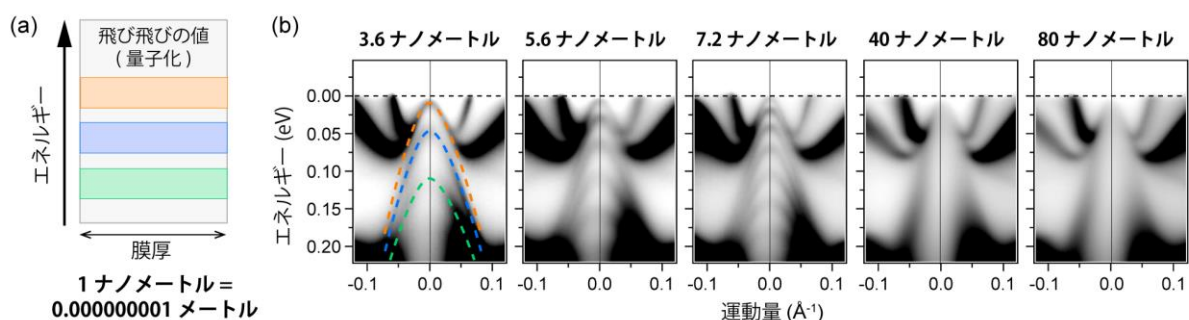 (a)
飛び飛びの値
( 量子化 )
エネルギー
膜厚
1 ナノメートル =
0.000000001 メートル
(b)
3.6 ナノメートル
5.6 ナノメートル
7.2 ナノメートル
40 ナノメートル
80 ナノメートル
エネルギー (eV)
0.00
0.05
0.10
0.15
0.20
-0.1 0.0 0.1
-0.1 0.0 0.1
-0.1 0.0 0.1
-0.1 0.0 0.1
-0.1 0.0 0.1
運動量 (Å⁻¹)